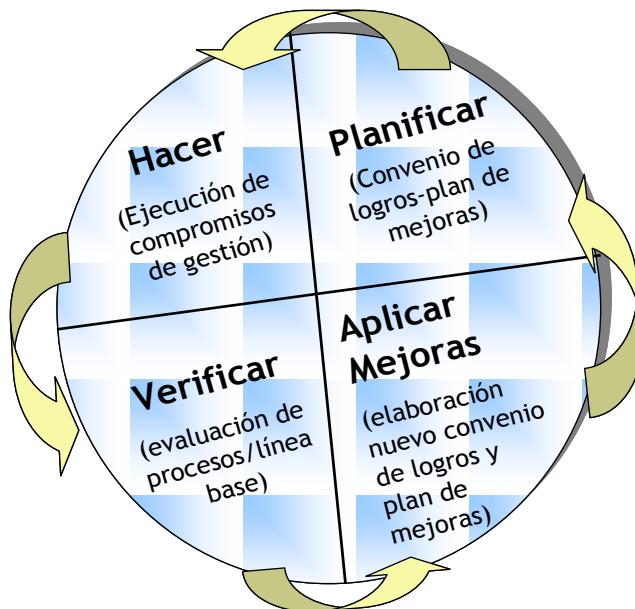 Hacer
(Ejecución de
compromisos
de gestión)
Planificar
(Convenio de
logros-plan de
mejoras)
Verificar
(evaluación de
procesos/línea
base)
Aplicar
Mejoras
(elaboración
nuevo convenio
de logros y
plan de
mejoras)